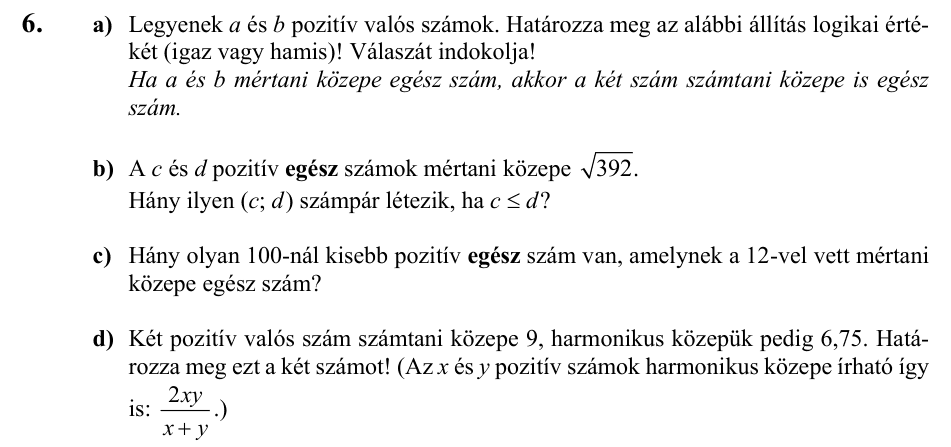 6. a) Legyenek a és b pozitív valós számok. Határozza meg az alábbi állítás logikai érté-
két (igaz vagy hamis)! Válaszát indokolja!
Ha a és b mértani közepe egész szám, akkor a két szám számtani közepe is egész
szám.
b) A c és d pozitív egész számok mértani közepe √392.
Hány ilyen (c; d) számpár létezik, ha c ≤ d?
c) Hány olyan 100-nál kisebb pozitív egész szám van, amelynek a 12-vel vett mértani
közepe egész szám?
d) Két pozitív valós szám számtani közepe 9, harmonikus közepük pedig 6,75. Hatá-
rozza meg ezt a két számot! (Az x és y pozitív számok harmonikus közepe írható így
is: 2xy / (x + y).)